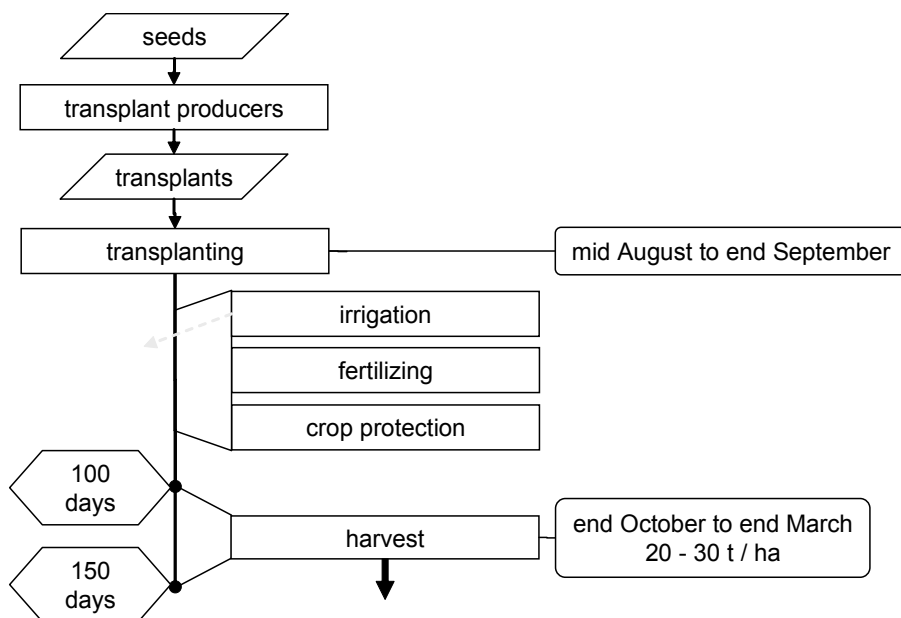 seeds
transplant producers
transplants
transplanting
mid August to end September
irrigation
fertilizing
crop protection
100
days
harvest
end October to end March
20 - 30 t / ha
150
days